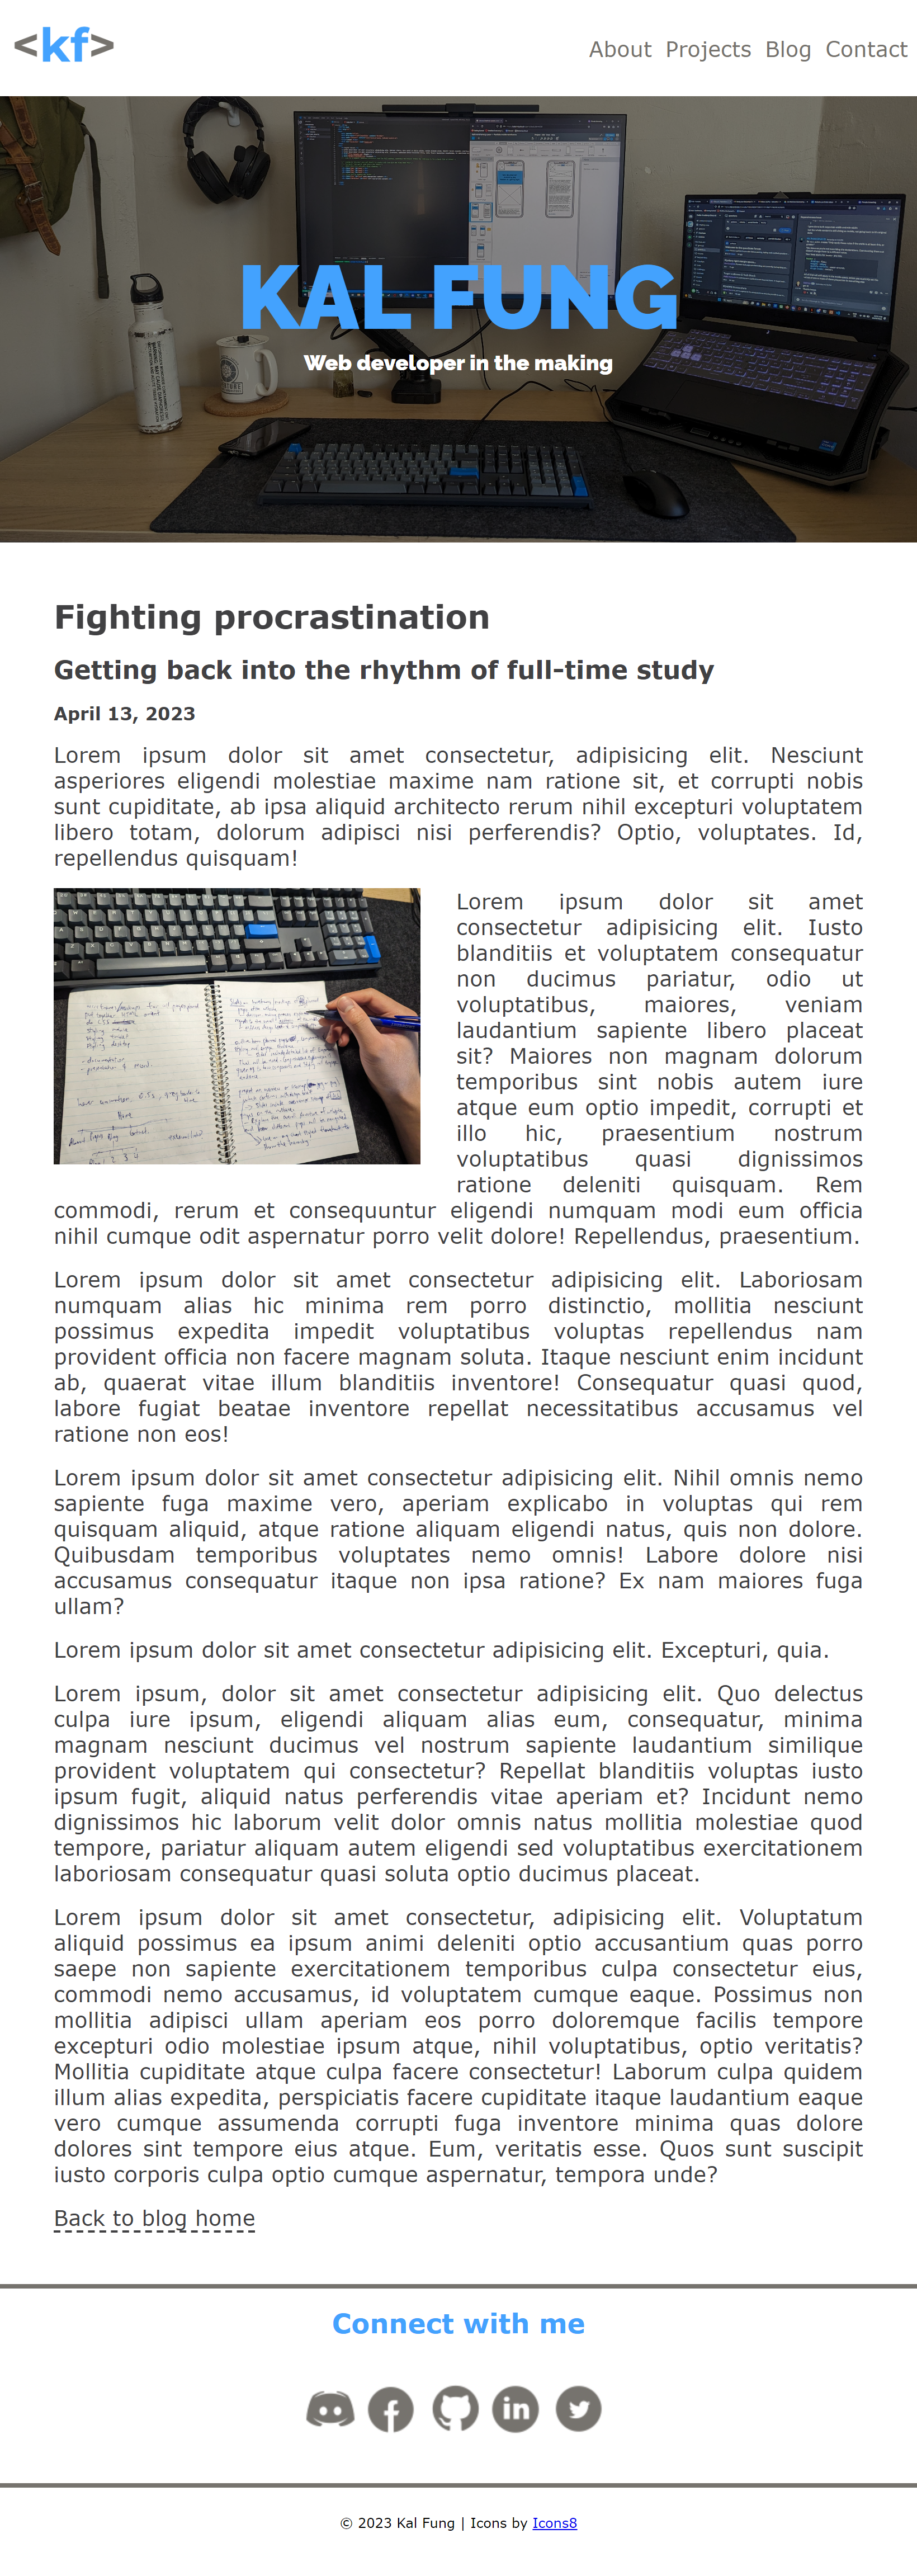 <kf>
About Projects Blog Contact
KAL FUNG
Web developer in the making
Fighting procrastination
Getting back into the rhythm of full-time study
April 13, 2023
Lorem ipsum dolor sit amet consectetur, adipisicing elit. Nesciunt
asperiores eligendi molestiae maxime nam ratione sit, et corrupti nobis
sunt cupiditate, ab ipsa aliquid architecto rerum nihil excepturi voluptatem
libero totam, dolorum adipisci nisi perferendis? Optio, voluptates. Id,
repellendus quisquam!
Lorem ipsum dolor sit amet
consectetur adipisicing elit. Iusto
blanditiis et voluptatem consequatur
non ducimus pariatur, odio ut
voluptatibus, maiores, veniam
laudantium sapiente libero placeat
sit? Maiores non magnam dolorum
temporibus sint nobis autem iure
atque eum optio impedit, corrupti et
illo hic, praesentium nostrum
voluptatibus quasi dignissimos
ratione deleniti quisquam. Rem
commodi, rerum et consequuntur eligendi numquam modi eum officia
nihil cumque odit aspernatur porro velit dolore! Repellendus, praesentium.
Lorem ipsum dolor sit amet consectetur adipisicing elit. Laboriosam
numquam alias hic minima rem porro distinctio, mollitia nesciunt
possimus expedita impedit voluptatibus voluptas repellendus nam
provident officia non facere magnam soluta. Itaque nesciunt enim incidunt
ab, quaerat vitae illum blanditiis inventore! Consequatur quasi quod,
labore fugiat beatae inventore repellat necessitatibus accusamus vel
ratione non eos!
Lorem ipsum dolor sit amet consectetur adipisicing elit. Nihil omnis nemo
sapiente fuga maxime vero, aperiam explicabo in voluptas qui rem
quisquam aliquid, atque ratione aliquam eligendi natus, quis non dolore.
Quibusdam temporibus voluptates nemo omnis! Labore dolore nisi
accusamus consequatur itaque non ipsa ratione? Ex nam maiores fuga
ullam?
Lorem ipsum dolor sit amet consectetur adipisicing elit. Excepturi, quia.
Lorem ipsum, dolor sit amet consectetur adipisicing elit. Quo delectus
culpa iure ipsum, eligendi aliquam alias eum, consequatur, minima
magnam nesciunt ducimus vel nostrum sapiente laudantium similique
provident voluptatem qui consectetur? Repellat blanditiis voluptas iusto
ipsum fugit, aliquid natus perferendis vitae aperiam et? Incidunt nemo
dignissimos hic laborum velit dolor omnis natus mollitia molestiae quod
tempore, pariatur aliquam autem eligendi sed voluptatibus exercitationem
laboriosam consequatur quasi soluta optio ducimus placeat.
Lorem ipsum dolor sit amet consectetur, adipisicing elit. Voluptatum
aliquid possimus ea ipsum animi deleniti optio accusantium quas porro
saepe non sapiente exercitationem temporibus culpa consectetur eius,
commodi nemo accusamus, id voluptatem cumque eaque. Possimus non
mollitia adipisci ullam aperiam eos porro doloremque facilis tempore
excepturi odio molestiae ipsum atque, nihil voluptatibus, optio veritatis?
Mollitia cupiditate atque culpa facere consectetur! Laborum culpa quidem
illum alias expedita, perspiciatis facere cupiditate itaque laudantium eaque
vero cumque assumenda corrupti fuga inventore minima quas dolore
dolores sint tempore eius atque. Eum, veritatis esse. Quos sunt suscipit
iusto corporis culpa optio cumque aspernatur, tempora unde?
Back to blog home
Connect with me
© 2023 Kal Fung | Icons by Icons8